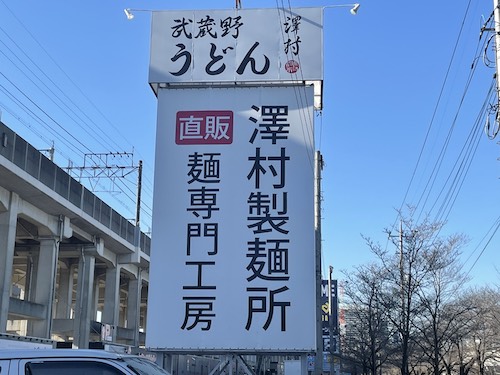 武蔵野
うどん
澤村
澤村製麺所
直販
麺専門工房